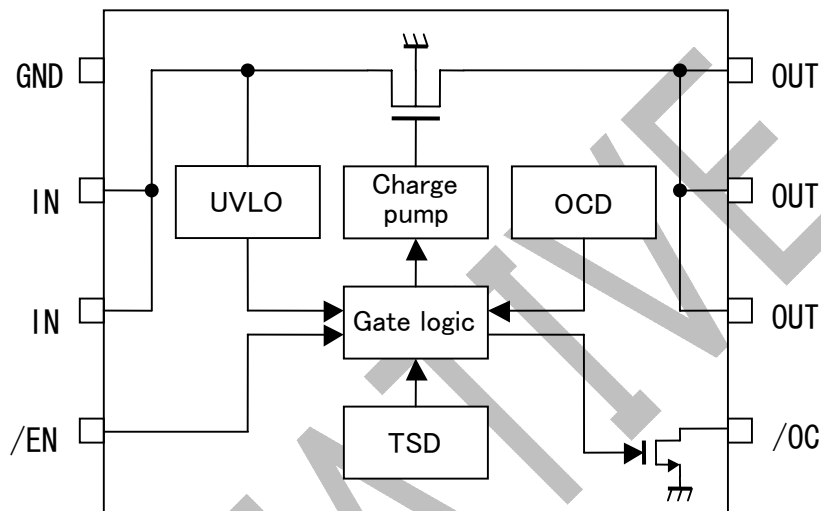 GND
OUT
IN
UVLO
Charge
pump
OCD
OUT
IN
Gate logic
OUT
/EN
TSD
/OC